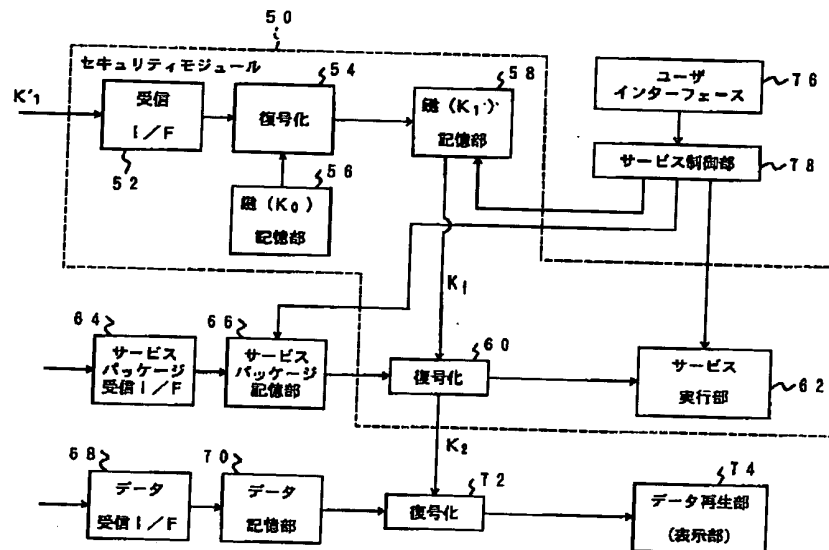 ５０
セキュリティモジュール
５４
５８
K'₁
受信
Ｉ／Ｆ
復号化
鍵（K₁）
記憶部
ユーザ
インターフェース
７６
５２
５６
サービス制御部
７８
鍵（K₀）
記憶部
K₁
６４
６６
６０
サービス
パッケージ
受信Ｉ／Ｆ
サービス
パッケージ
記憶部
復号化
サービス
実行部
６２
K₂
６８
７０
７２
７４
データ
受信Ｉ／Ｆ
データ
記憶部
復号化
データ再生部
(表示部)